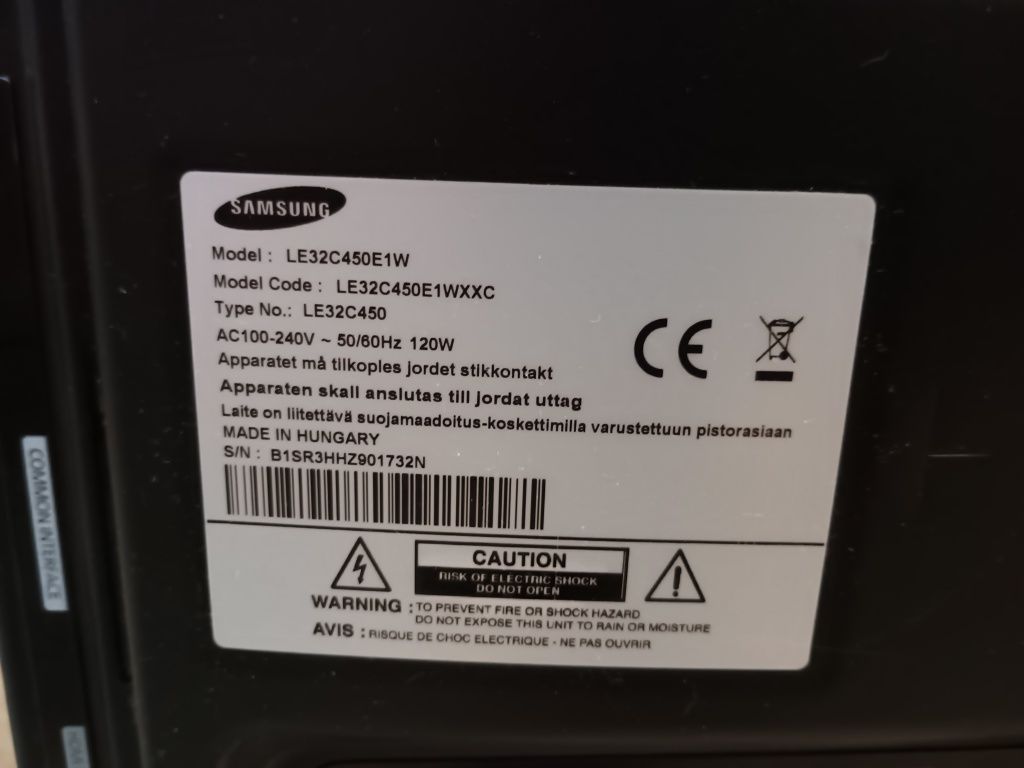 SAMSUNG
Model : LE32C450E1W
Model Code : LE32C450E1WXXC
Type No.: LE32C450
AC100-240V ~ 50/60Hz 120W
Apparatet må tilkoples jordet stikkontakt
Apparaten skall anslutas till jordat uttag
Laite on liitettävä suojamaadoitus-koskettimilla varustettuun pistorasiaan
MADE IN HUNGARY
S/N : B1SR3HHZ901732N
CE
CAUTION
RISK OF ELECTRIC SHOCK
DO NOT OPEN
WARNING : TO PREVENT FIRE OR SHOCK HAZARD
DO NOT EXPOSE THIS UNIT TO RAIN OR MOISTURE
AVIS : RISQUE DE CHOC ELECTRIQUE - NE PAS OUVRIR
COMMON INTERFACE